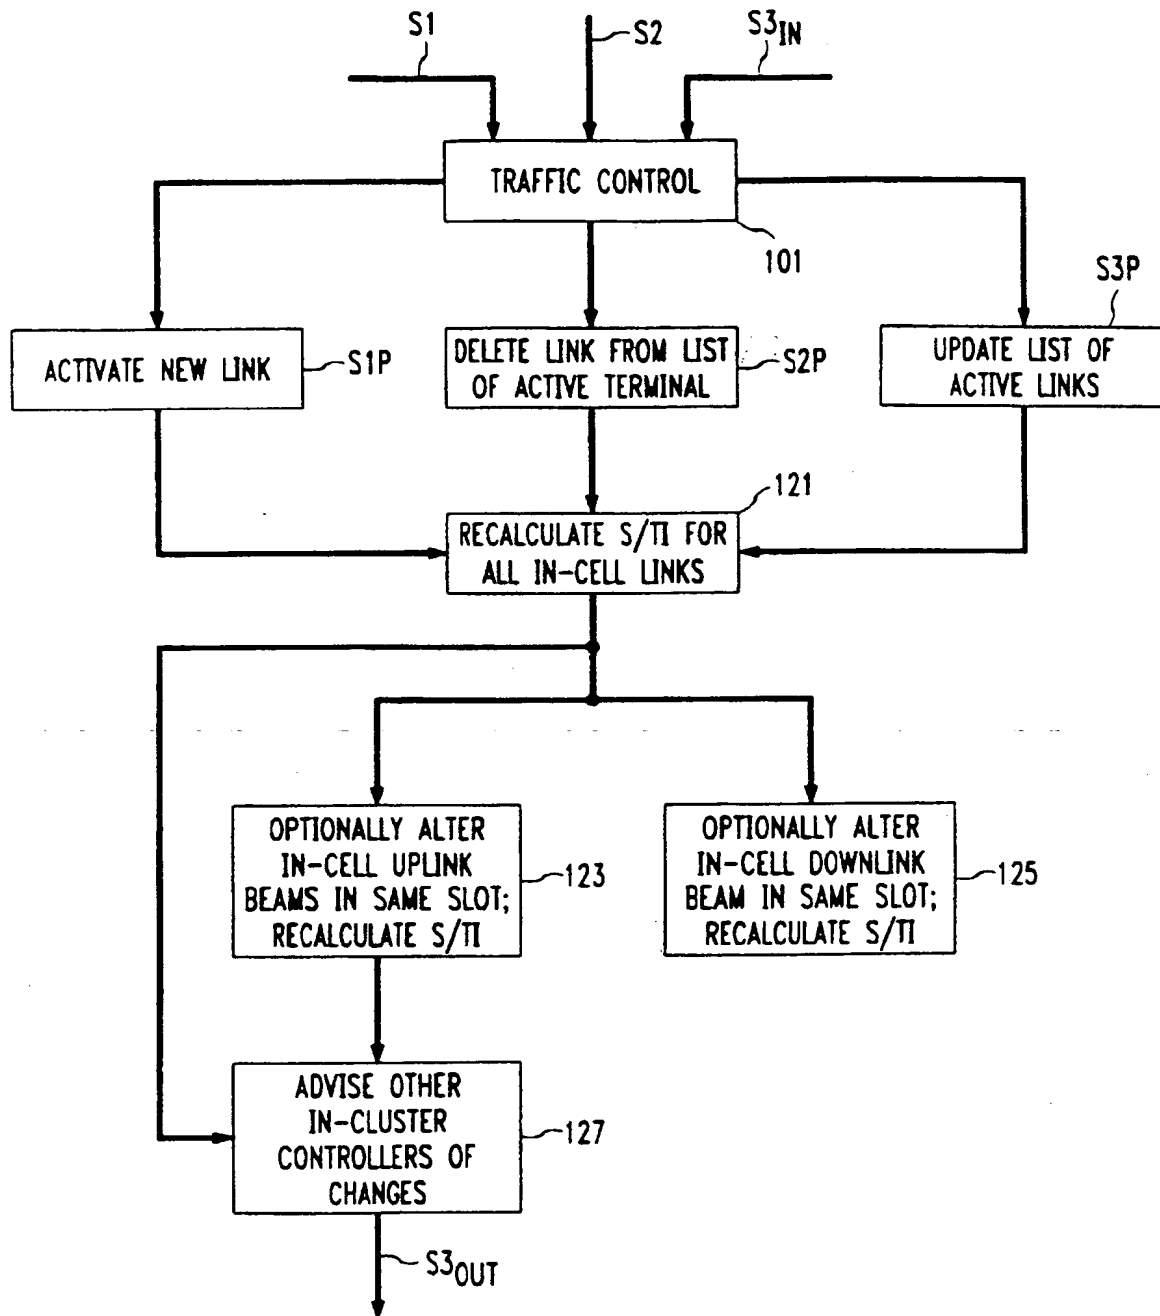 S1
S2
S3IN
TRAFFIC CONTROL
101
S3P
ACTIVATE NEW LINK
S1P
DELETE LINK FROM LIST
OF ACTIVE TERMINAL
S2P
UPDATE LIST OF
ACTIVE LINKS
121
RECALCULATE S/TI FOR
ALL IN-CELL LINKS
OPTIONALLY ALTER
IN-CELL UPLINK
BEAMS IN SAME SLOT;
RECALCULATE S/TI
123
OPTIONALLY ALTER
IN-CELL DOWNLINK
BEAM IN SAME SLOT;
RECALCULATE S/TI
125
ADVISE OTHER
IN-CLUSTER
CONTROLLERS OF
CHANGES
127
S3OUT